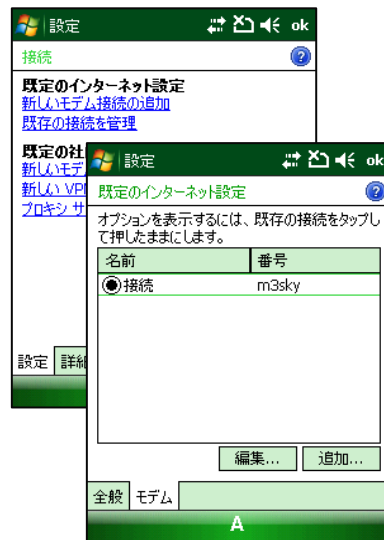 設定 ok
接続
既定のインターネット設定
新しいモデム接続の追加
既存の接続を管理
既定の社
新しいモデ
新しい VPN
プロキシ サ
設定 詳細
設定 ok
既定のインターネット設定
オプションを表示するには、既存の接続をタップし
て押したままにします。
名前 番号
接続 m3sky
編集... 追加...
全般 モデム
A